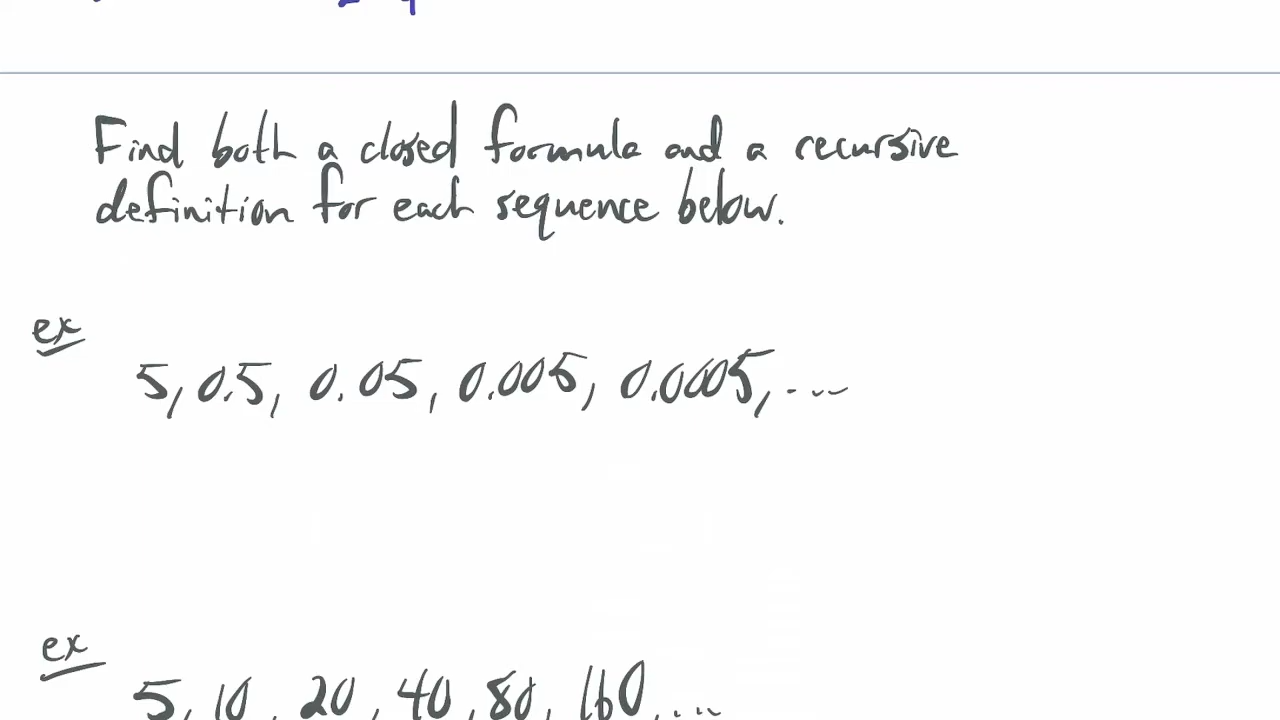 Find both a closed formula and a recursive
definition for each sequence below.
ex
5, 0.5, 0.05, 0.005, 0.0005, ...
ex
5, 10, 20, 40, 80, 160, ...